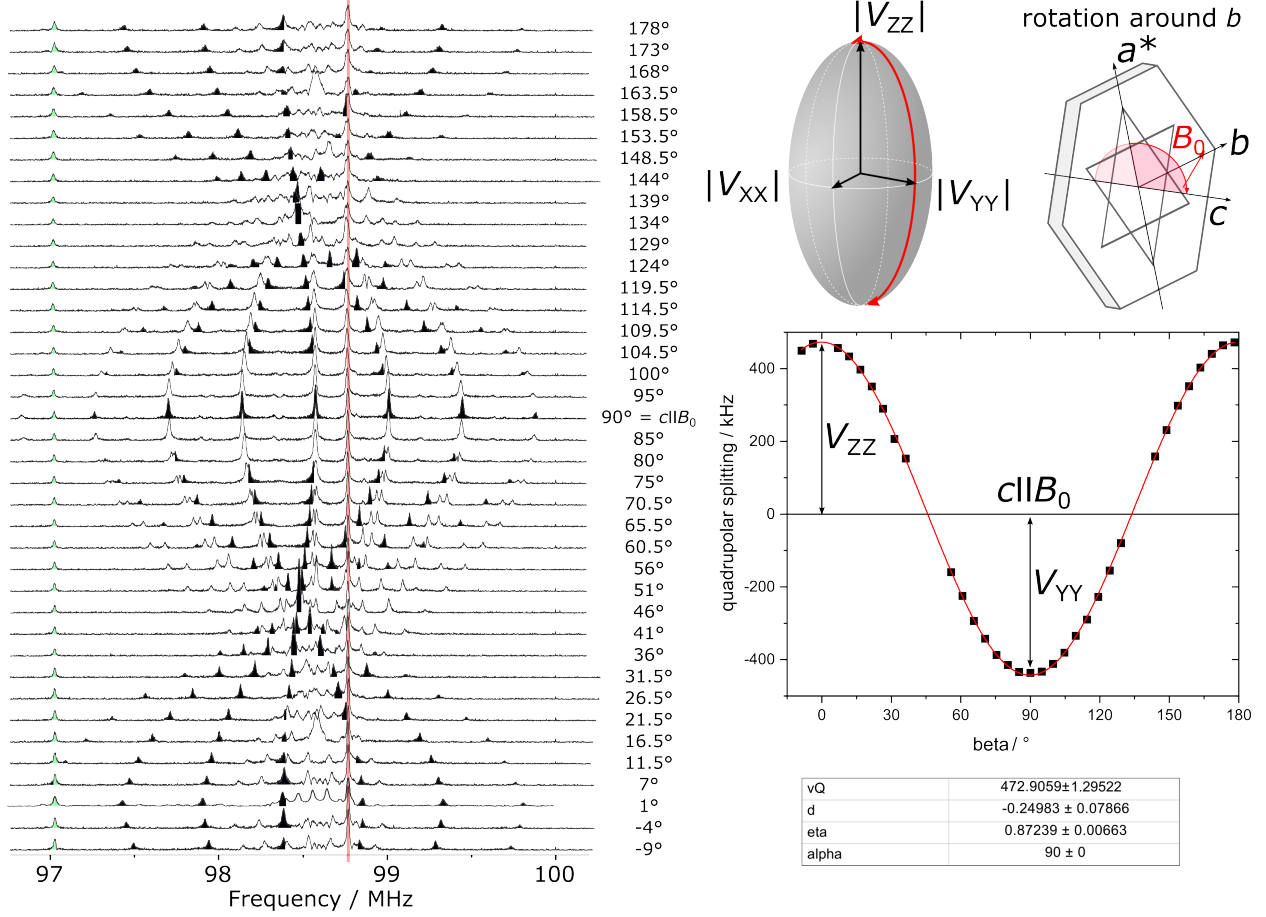 178°
173°
168°
163.5°
158.5°
153.5°
148.5°
144°
139°
134°
129°
124°
119.5°
114.5°
109.5°
104.5°
100°
95°
90° = cIIB0
85°
80°
75°
70.5°
65.5°
60.5°
56°
51°
46°
41°
36°
31.5°
26.5°
21.5°
16.5°
11.5°
7°
1°
-4°
-9°
97 98 99 100
Frequency / MHz
|VZZ|
|VXX|
|VYY|
rotation around b
a*
B0
b
c
400
200
0
-200
-400
quadrupolar splitting / kHz
VZZ
cIIB0
VYY
0 30 60 90 120 150 180
beta / °
vQ 472.9059±1.29522
d -0.24983 ± 0.07866
eta 0.87239 ± 0.00663
alpha 90 ± 0